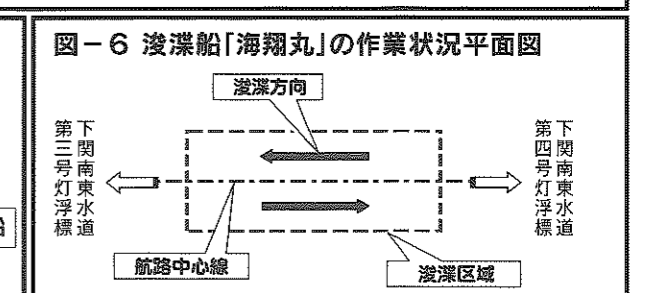 図－6 浚渫船「海翔丸」の作業状況平面図
浚渫方向
下関南東水道
第三号灯浮標
下関南東水道
第四号灯浮標
航路中心線
浚渫区域
船